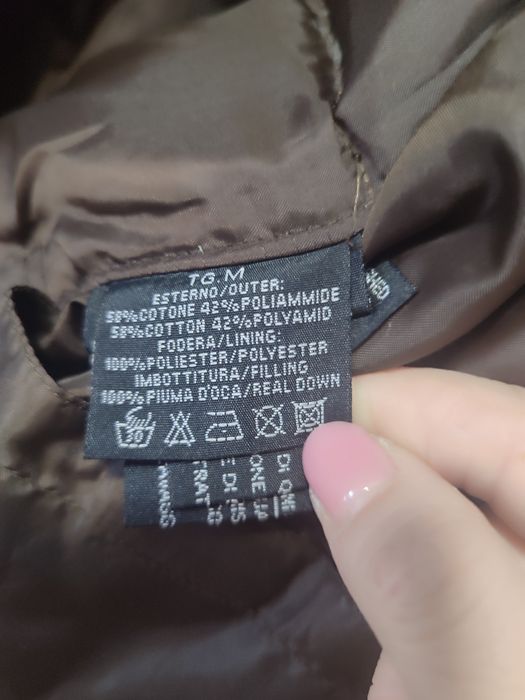 TG M
ESTERNO/OUTER:
58%COTONE 42%POLIAMMIDE
58%COTTON 42%POLYAMID
FODERA/LINING:
100%POLIESTER/POLYESTER
IMBOTTITURA/FILLING
100%PIUMA D'OCA/REAL DOWN
30